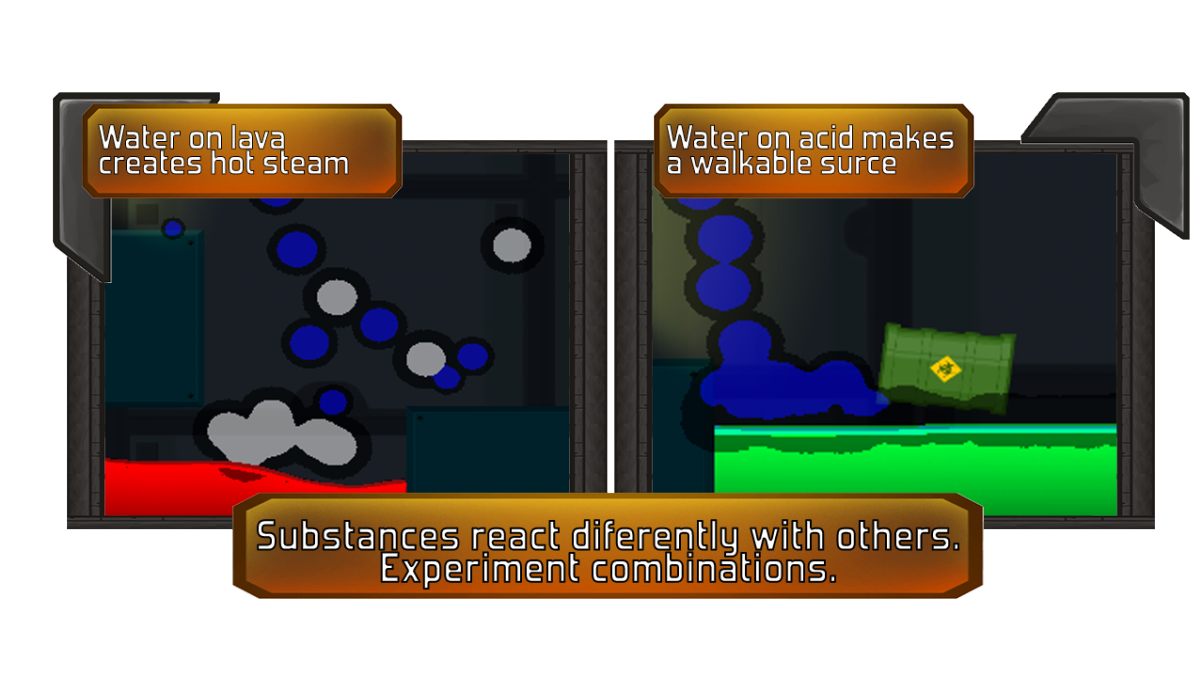 Water on lava
creates hot steam
Water on acid makes
a walkable surce
Substances react diferently with others.
Experiment combinations.